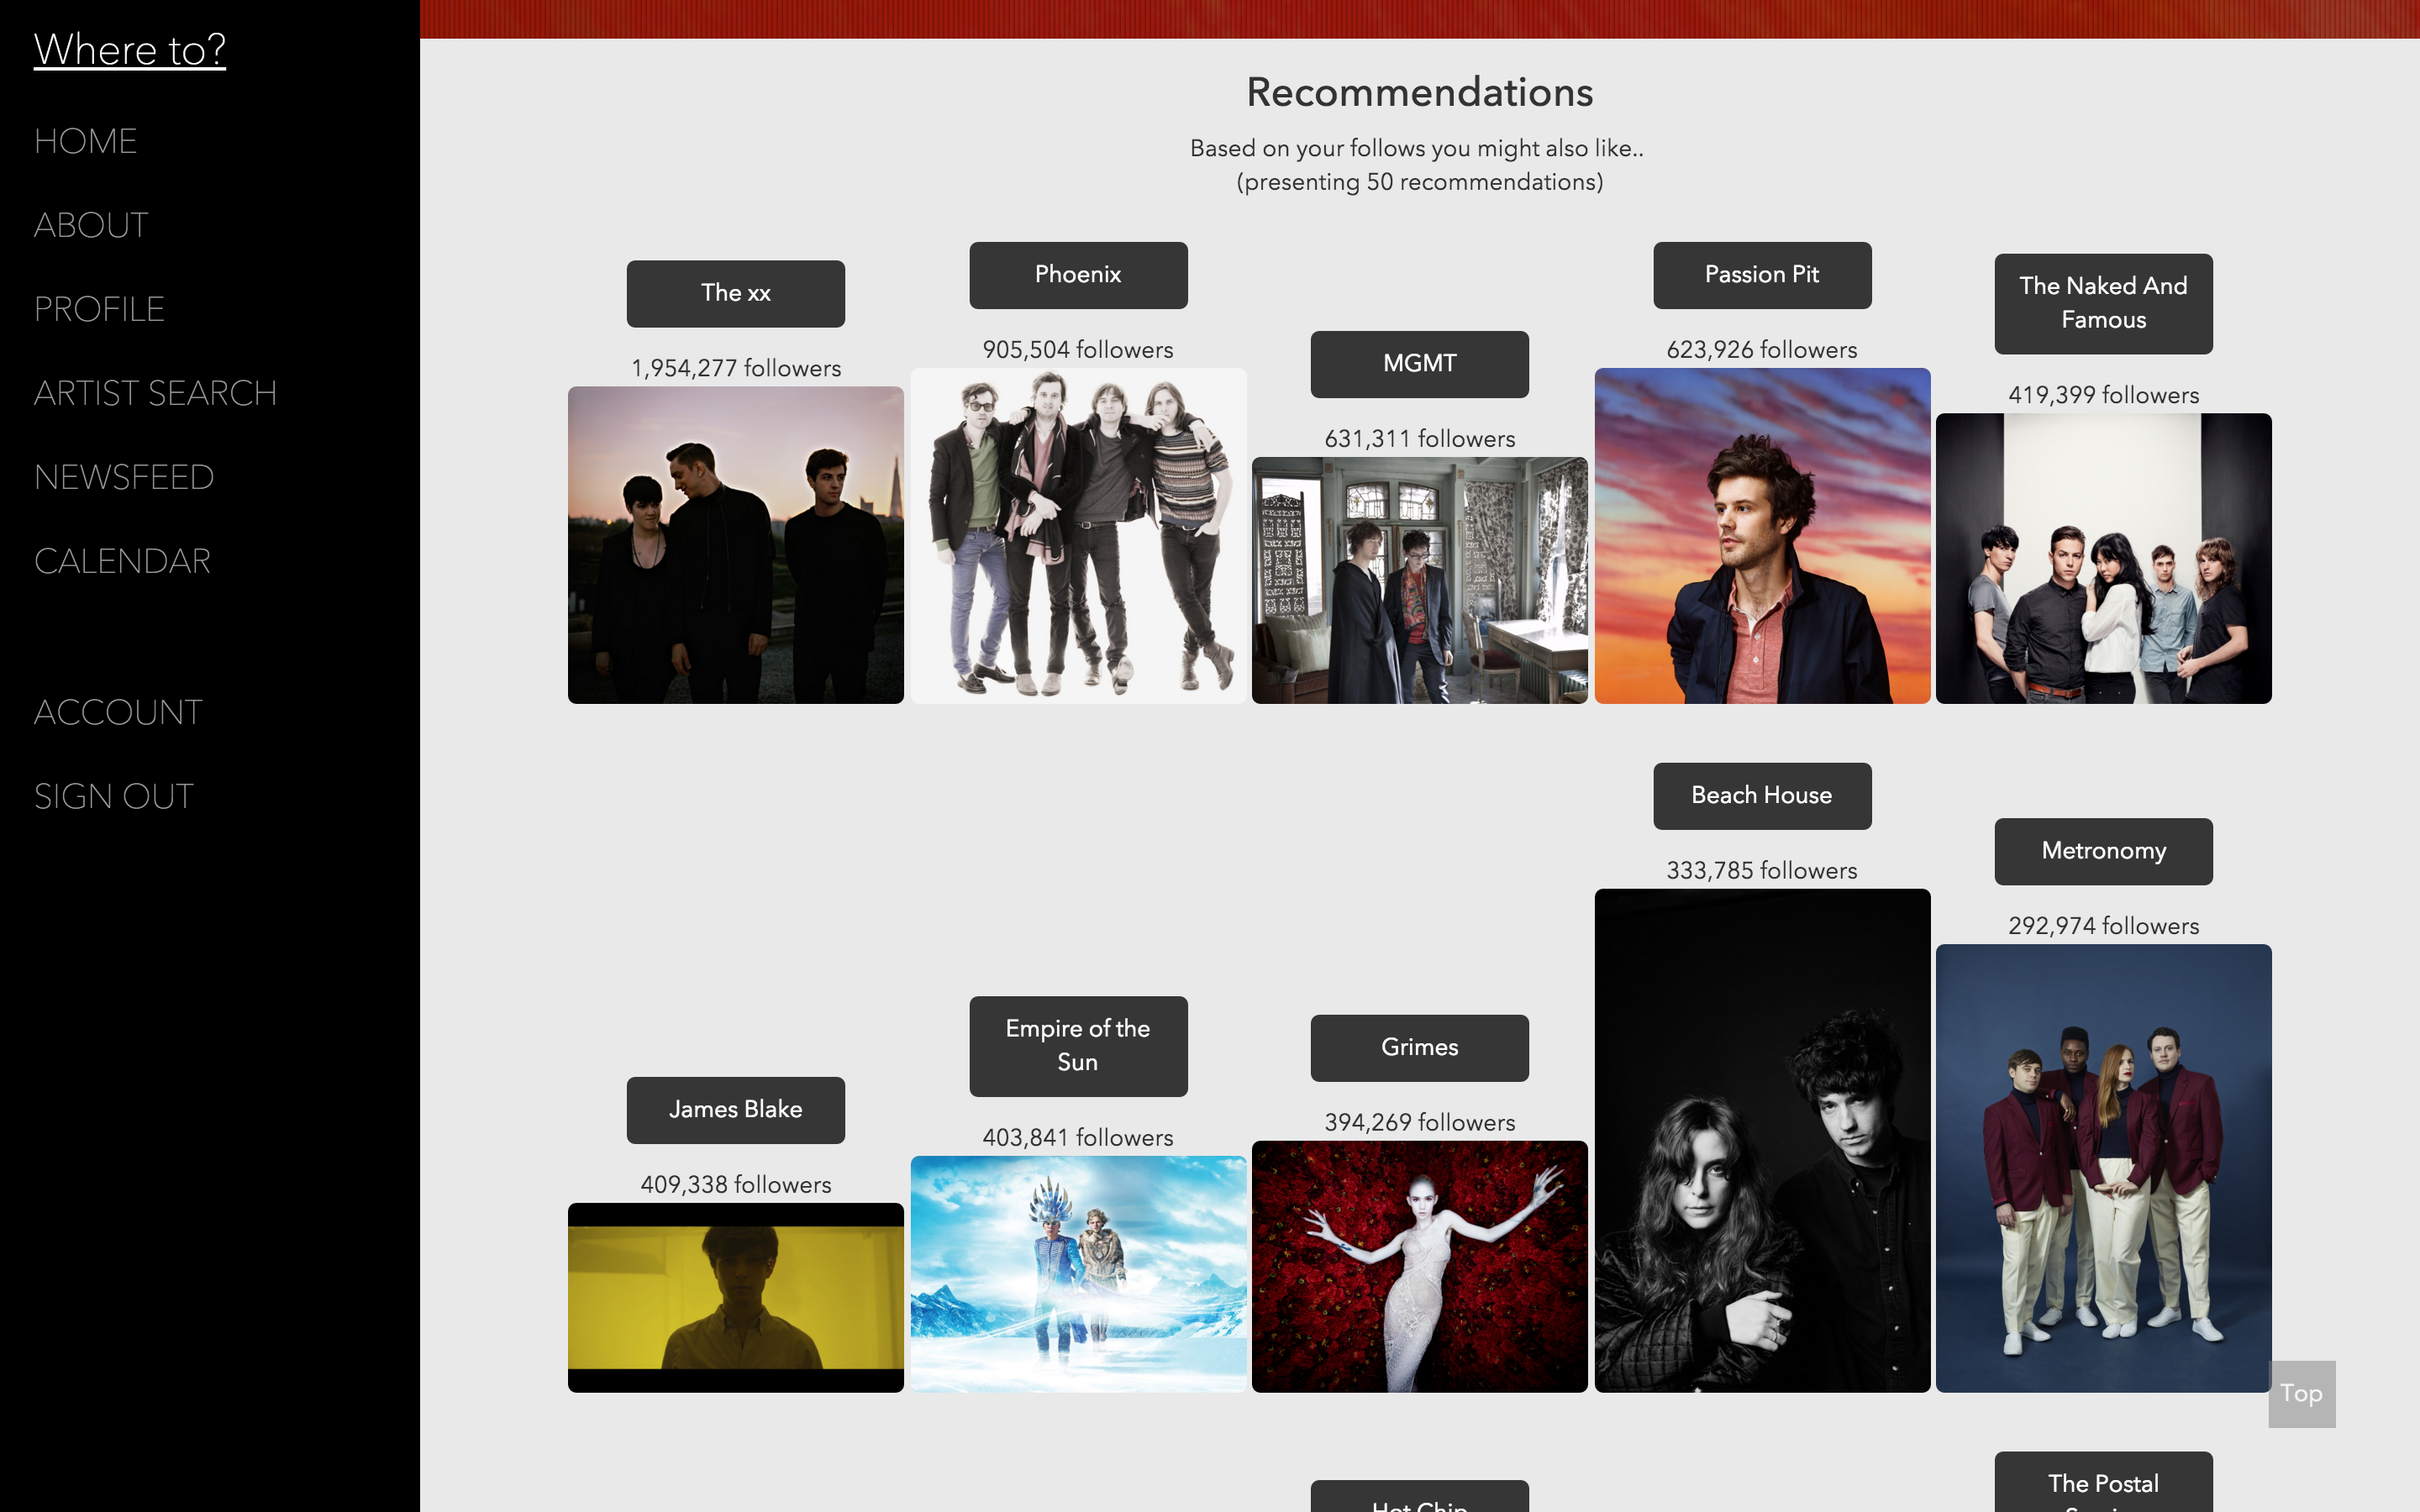 Where to?
HOME
ABOUT
PROFILE
ARTIST SEARCH
NEWSFEED
CALENDAR
ACCOUNT
SIGN OUT
Recommendations
Based on your follows you might also like..
(presenting 50 recommendations)
The xx
1,954,277 followers
Phoenix
905,504 followers
MGMT
631,311 followers
Passion Pit
623,926 followers
The Naked And
Famous
419,399 followers
James Blake
409,338 followers
Empire of the
Sun
403,841 followers
Grimes
394,269 followers
Beach House
333,785 followers
Metronomy
292,974 followers
Top
Hot Chip
The Postal